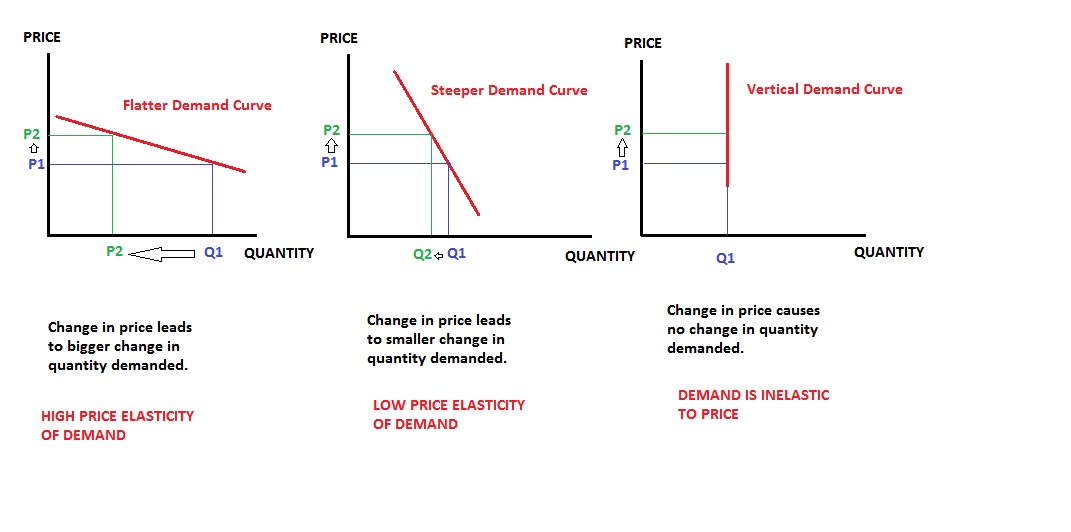 PRICE
Flatter Demand Curve
P2
P1
P2
Q1
QUANTITY
Change in price leads
to bigger change in
quantity demanded.
HIGH PRICE ELASTICITY
OF DEMAND
PRICE
Steeper Demand Curve
P2
P1
Q2
Q1
QUANTITY
Change in price leads
to smaller change in
quantity demanded.
LOW PRICE ELASTICITY
OF DEMAND
PRICE
Vertical Demand Curve
P2
P1
Q1
QUANTITY
Change in price causes
no change in quantity
demanded.
DEMAND IS INELASTIC
TO PRICE